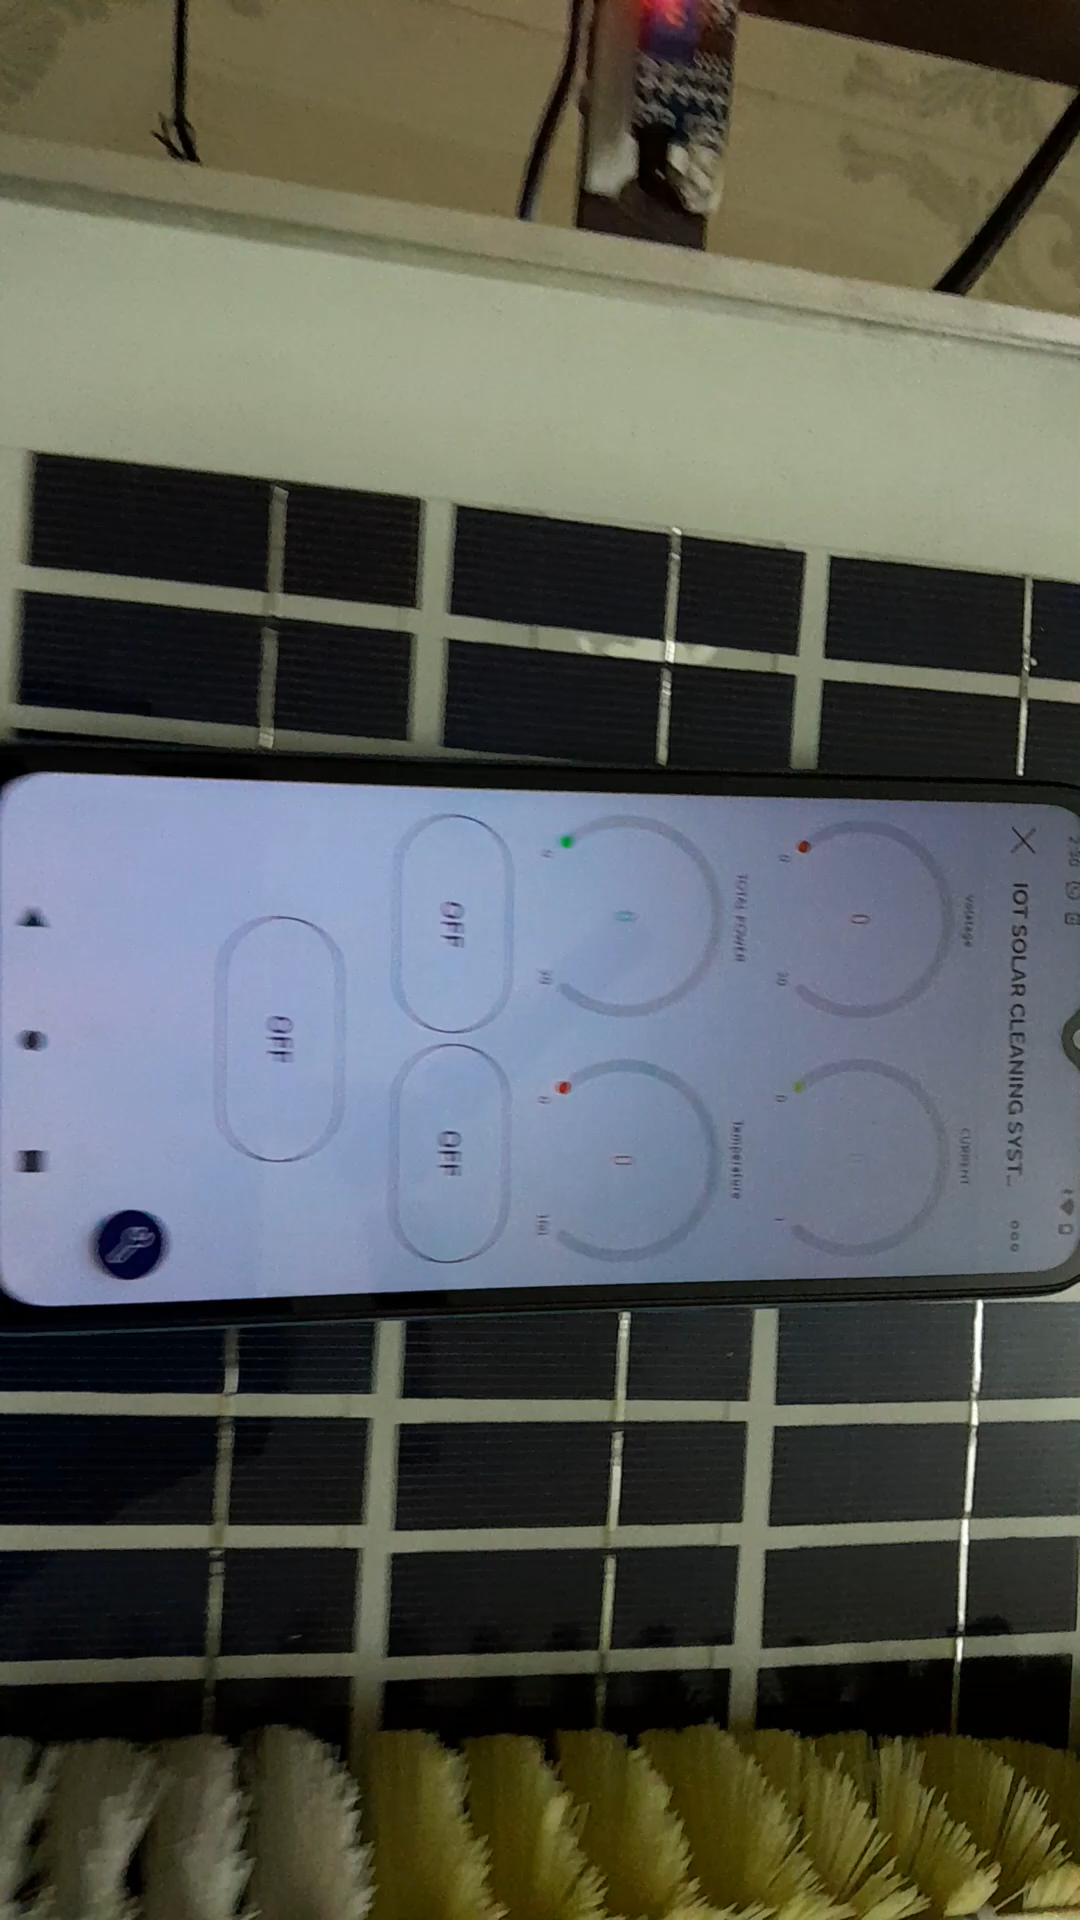 IOT SOLAR CLEANING SYST...
Voltage
CURRENT
0
0
30
0
1
TOTAL POWER
Temperature
0
0
0
0
100
OFF
OFF
OFF